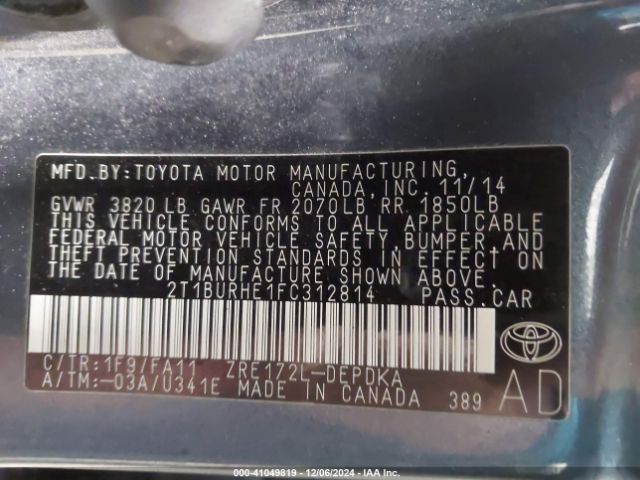 MFD. BY: TOYOTA MOTOR MANUFACTURING,
CANADA, INC. 11/14
GVWR 3820 LB GAWR FR 2070LB RR 1850LB
THIS VEHICLE CONFORMS TO ALL APPLICABLE
FEDERAL MOTOR VEHICLE SAFETY, BUMPER, AND
THEFT PREVENTION STANDARDS IN EFFECT ON
THE DATE OF MANUFACTURE SHOWN ABOVE.
2T1BURHE1FC312814 PASS. CAR
C/TR: 1F9/FA11 ZRE172L-DEPDKA
A/TM: -03A/U341E MADE IN CANADA 389
TOYOTA
AD
000-41049819 - 12/06/2024 - IAA Inc.